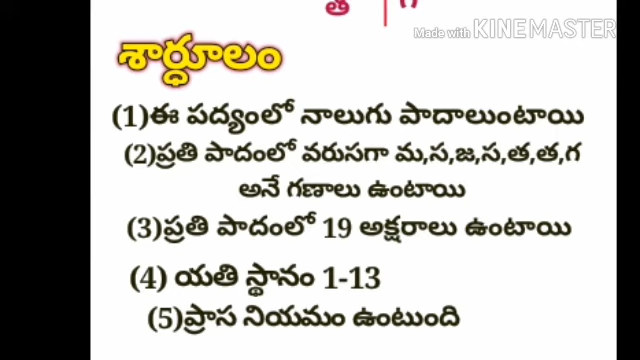 త గ
Made with KINEMASTER
శార్ధూలం
(1)ఈ పద్యంలో నాలుగు పాదాలుంటాయి
(2)ప్రతి పాదంలో వరుసగా మ,స,జ,స,త,త,గ
అనే గణాలు ఉంటాయి
(3)ప్రతి పాదంలో 19 అక్షరాలు ఉంటాయి
(4) యతి స్థానం 1-13
(5)ప్రాస నియమం ఉంటుంది